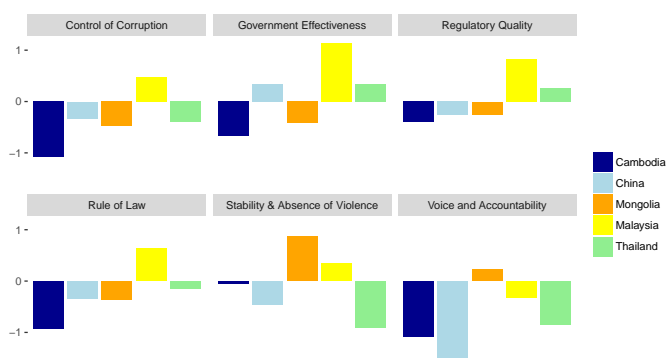 Control of Corruption
Government Effectiveness
Regulatory Quality
1
0
−1
Cambodia
China
Mongolia
Malaysia
Thailand
Rule of Law
Stability & Absence of Violence
Voice and Accountability
1
0
−1